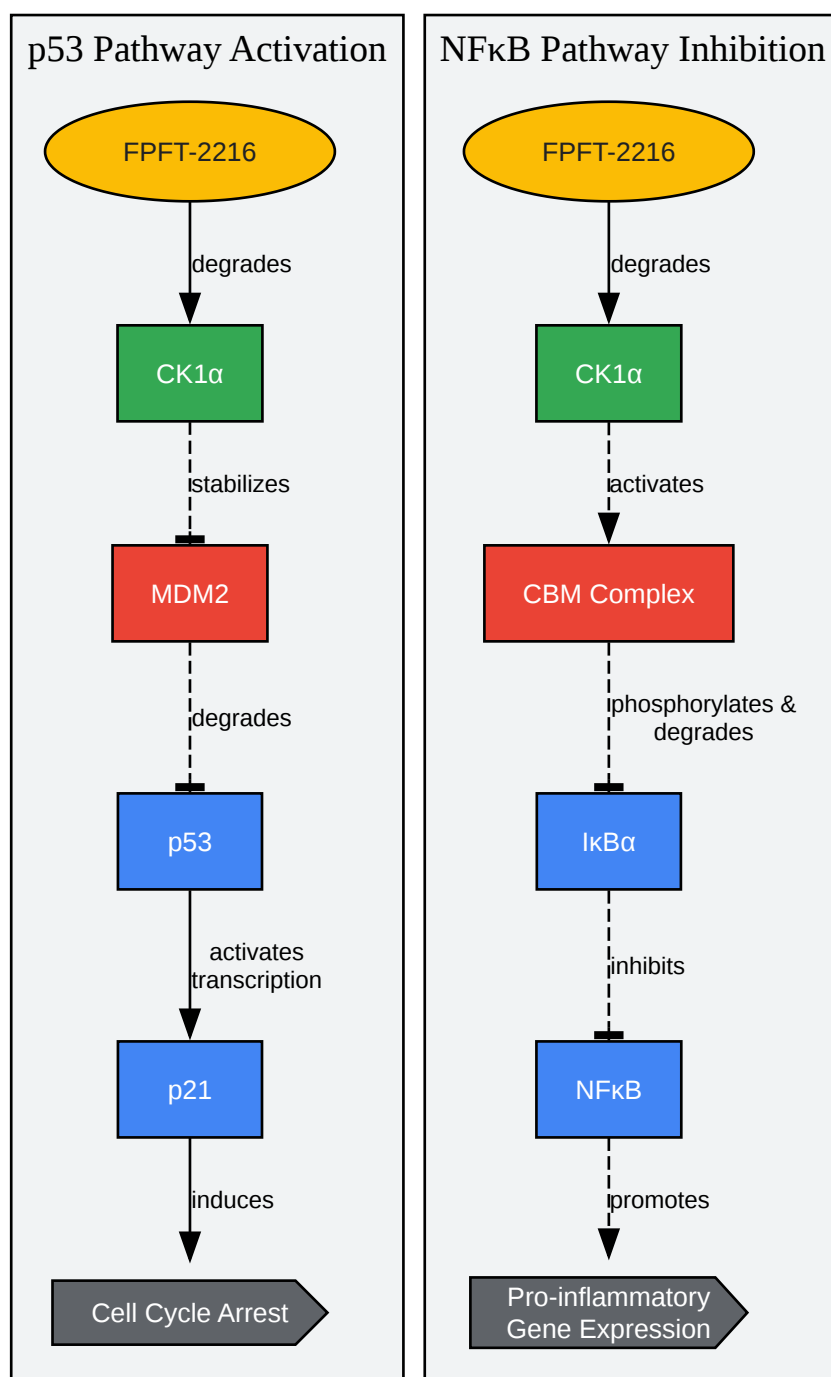 p53 Pathway Activation
FPFT-2216
degrades
CK1α
stabilizes
MDM2
degrades
p53
activates
transcription
p21
induces
Cell Cycle Arrest
NFκB Pathway Inhibition
FPFT-2216
degrades
CK1α
activates
CBM Complex
phosphorylates &
degrades
IκBα
inhibits
NFκB
promotes
Pro-inflammatory
Gene Expression